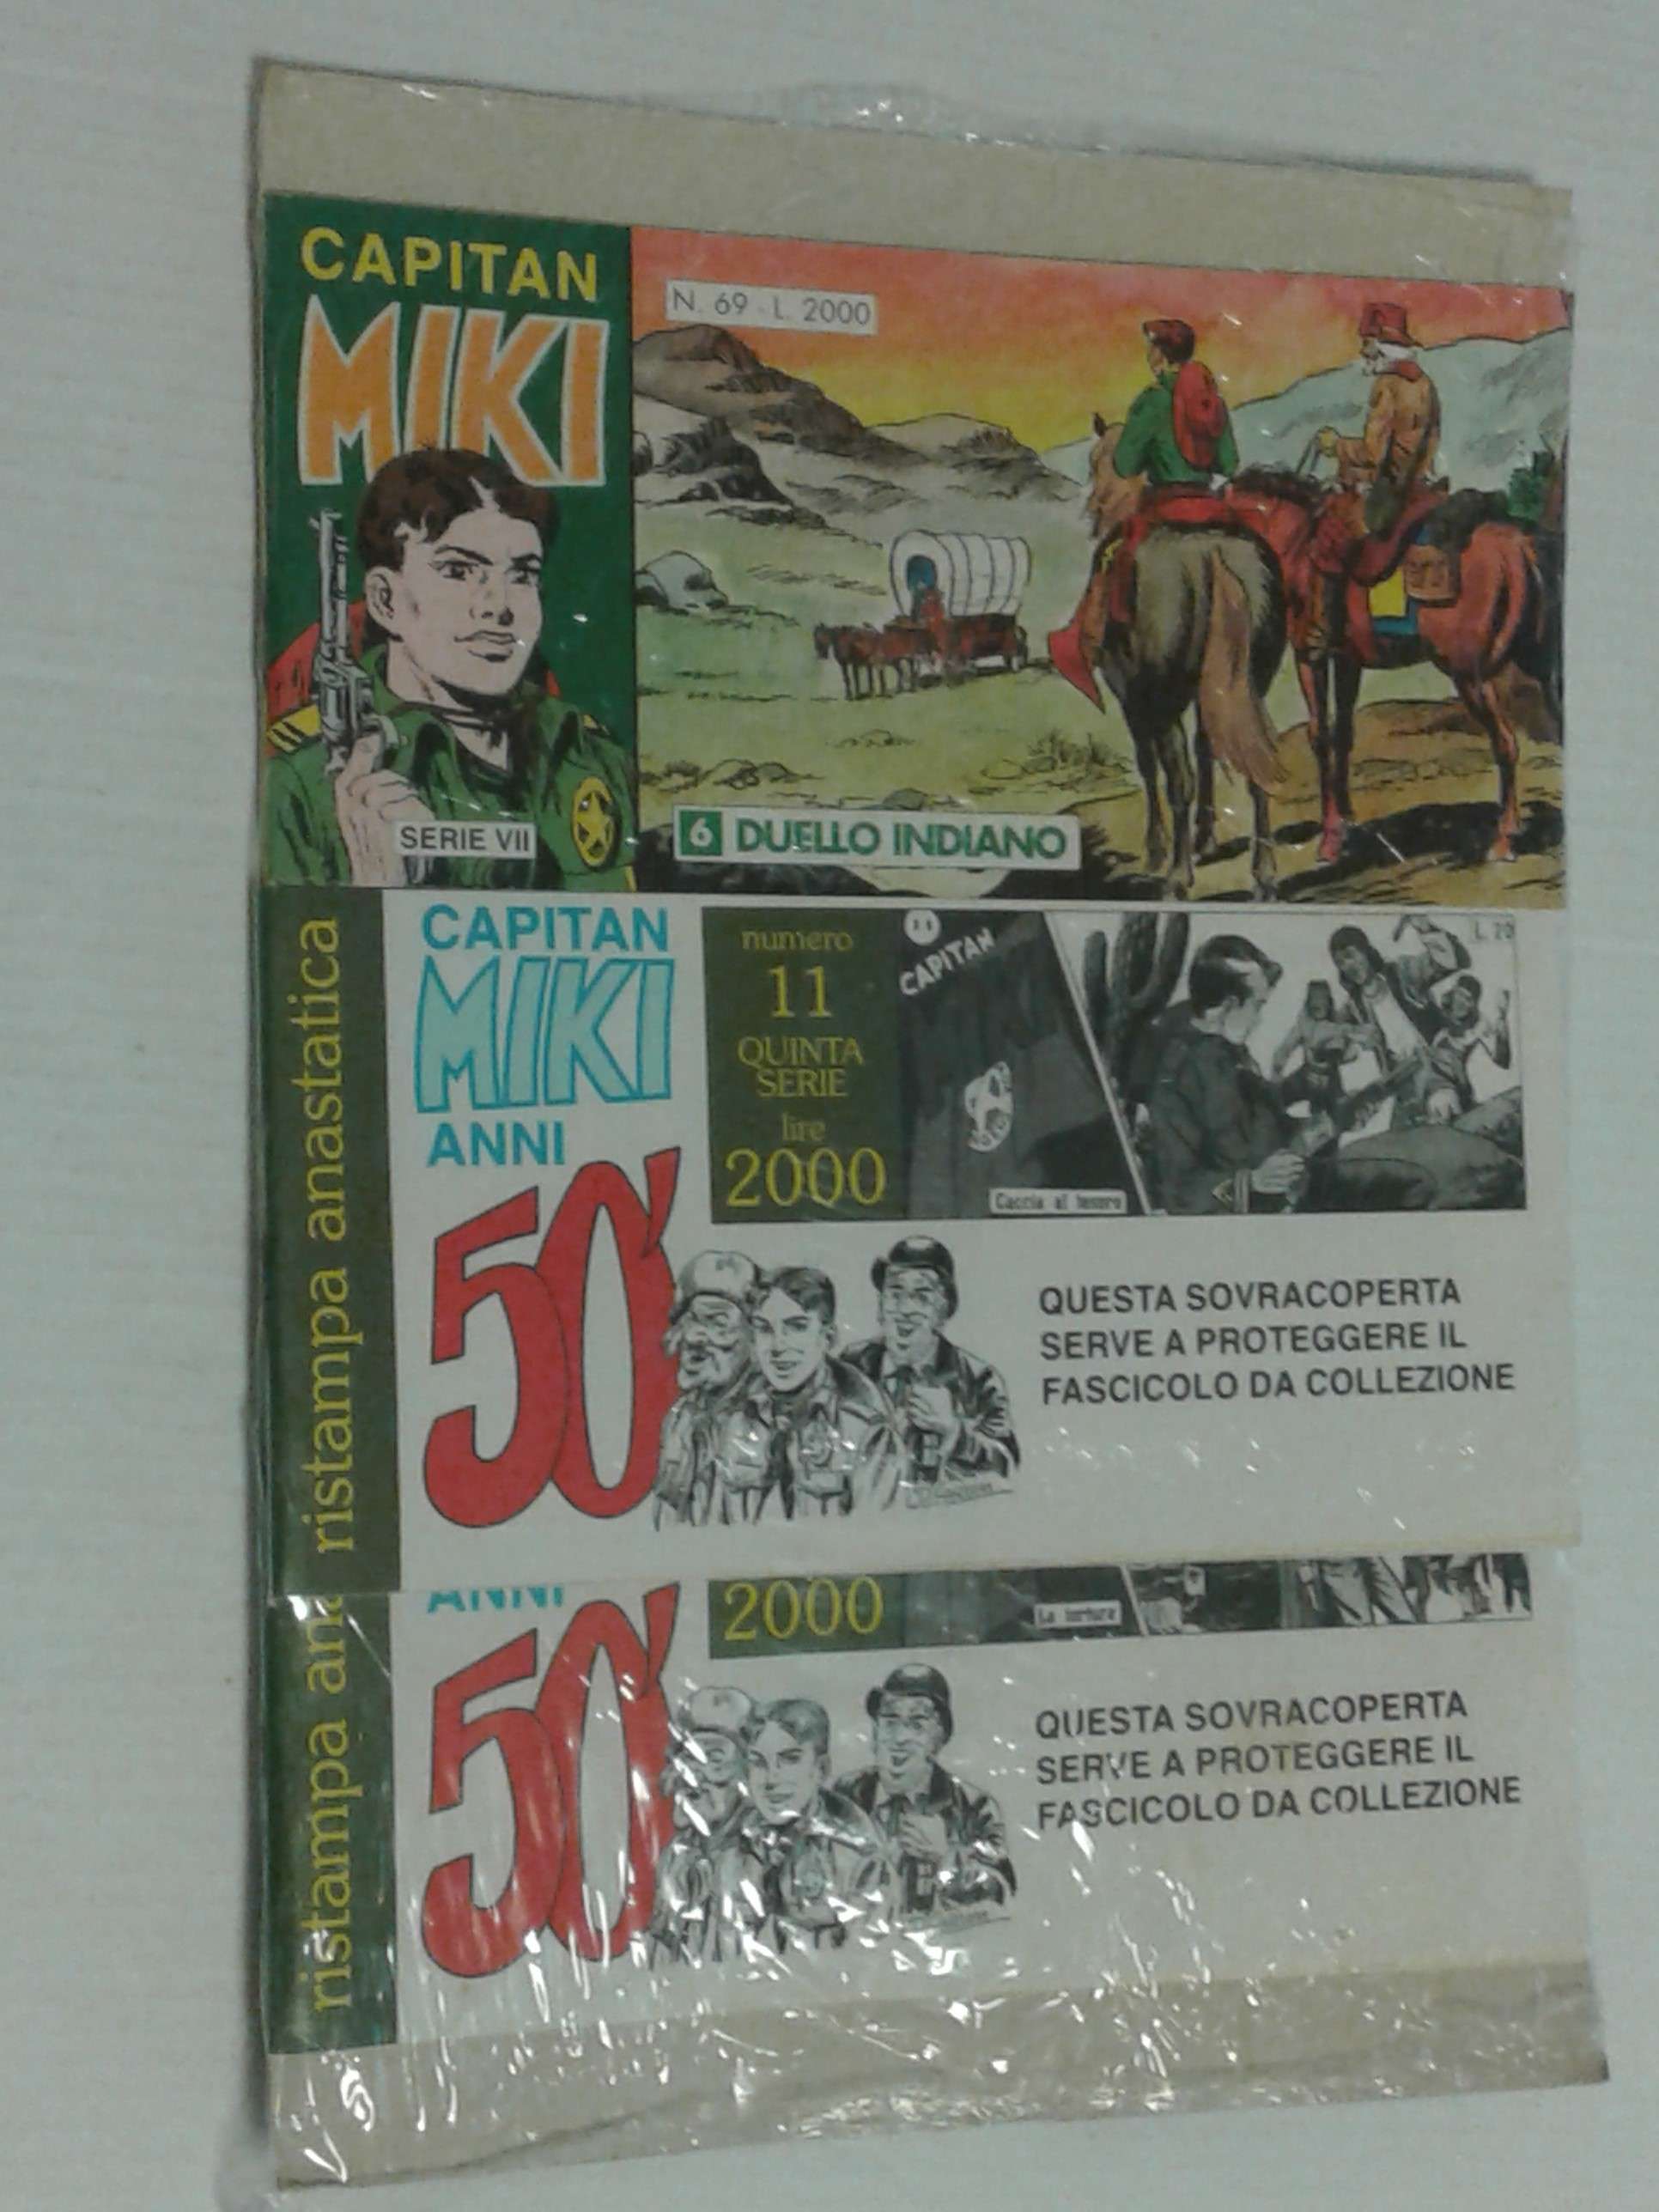 CAPITAN
MIKI
N. 69 - L. 2000
SERIE VII
6 DUELLO INDIANO
ristampa anastatica
CAPITAN
MIKI
ANNI
50'
numero
11
QUINTA
SERIE
lire
2000
11
CAPITAN
L. 20
Caccia al tesoro
QUESTA SOVRACOPERTA
SERVE A PROTEGGERE IL
FASCICOLO DA COLLEZIONE
ristampa ana
ANNI
50'
2000
La tortura
QUESTA SOVRACOPERTA
SERVE A PROTEGGERE IL
FASCICOLO DA COLLEZIONE